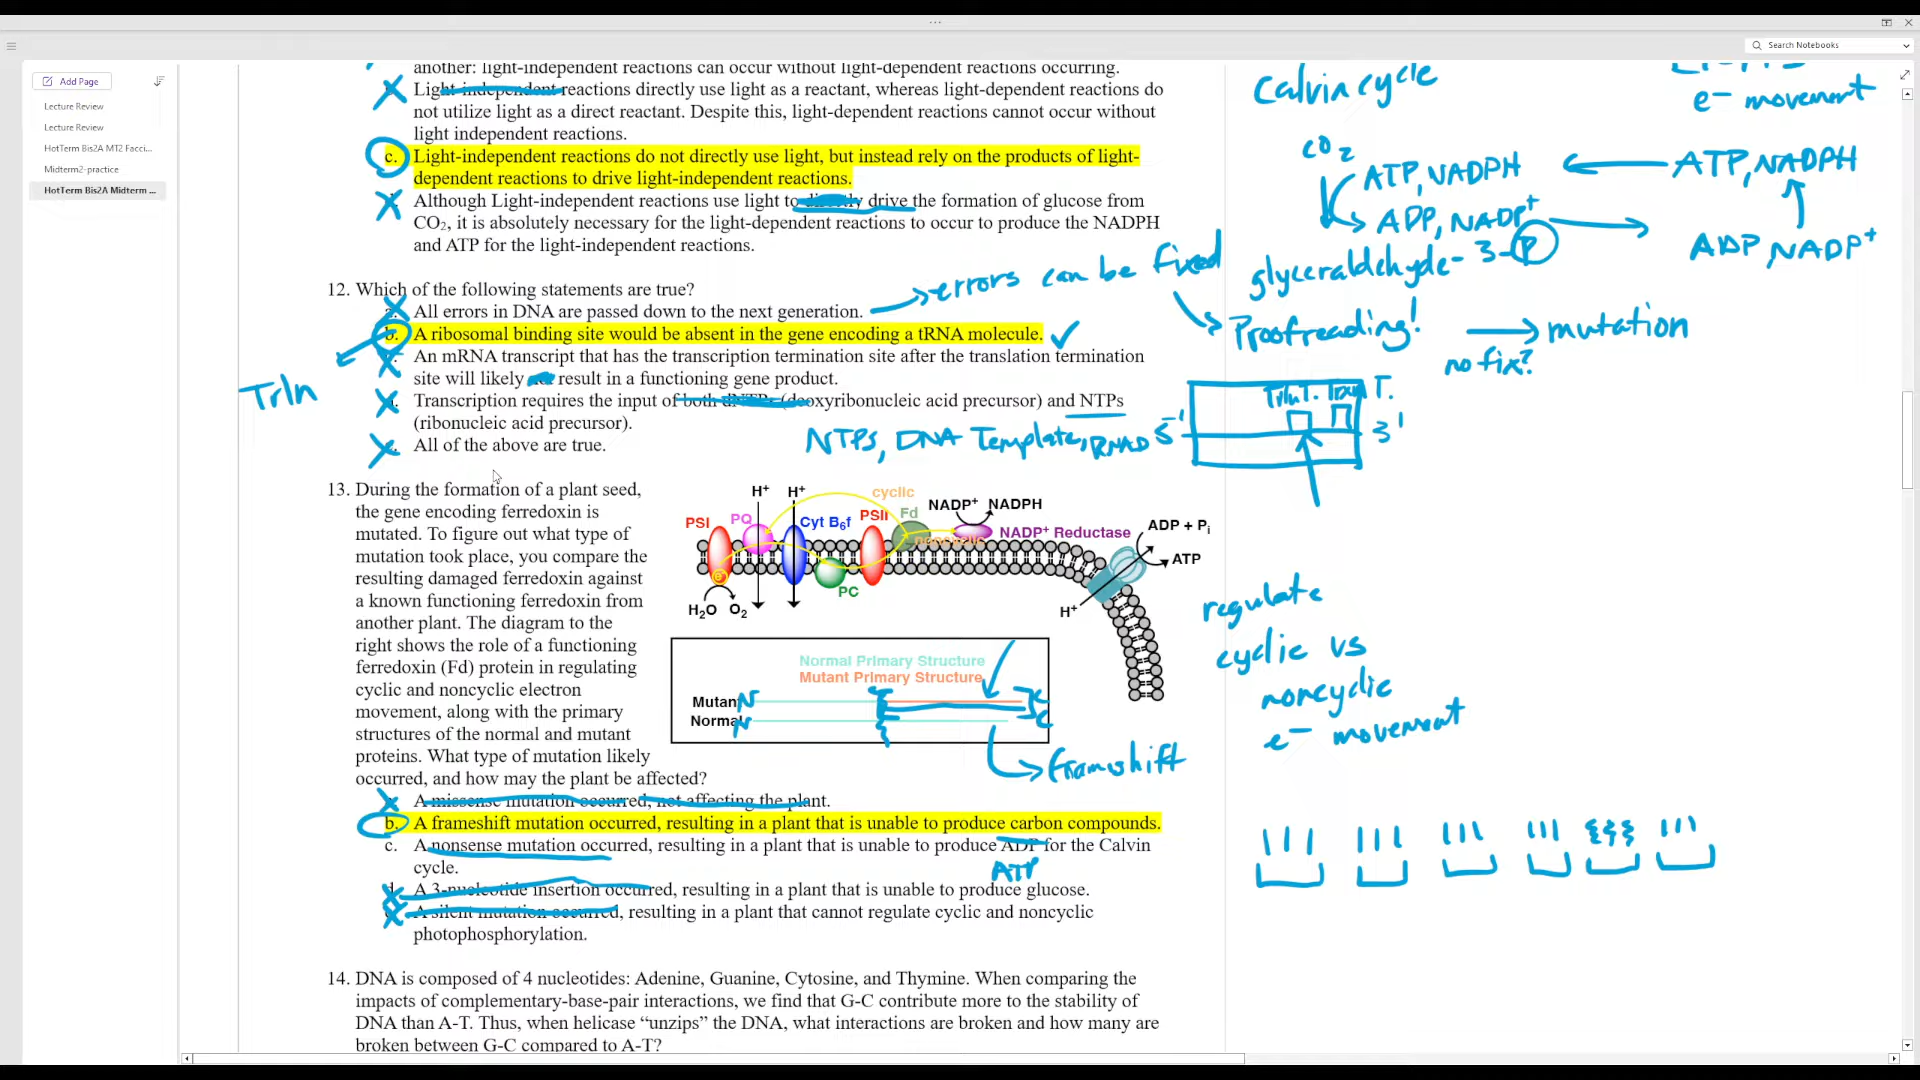 Search Notebooks
Add Page
Lecture Review
Lecture Review
HotTerm Bis2A MT2 Facci...
Midterm2-practice
HotTerm Bis2A Midterm ...
another: light-independent reactions can occur without light-dependent reactions occurring.
Light-independent reactions directly use light as a reactant, whereas light-dependent reactions do
not utilize light as a direct reactant. Despite this, light-dependent reactions cannot occur without
light independent reactions.
c. Light-independent reactions do not directly use light, but instead rely on the products of light-
dependent reactions to drive light-independent reactions.
Although Light-independent reactions use light to directly drive the formation of glucose from
CO2, it is absolutely necessary for the light-dependent reactions to occur to produce the NADPH
and ATP for the light-independent reactions.
Calvin cycle
e- movement
CO2
ATP, NADPH
ATP, NADPH
ADP, NADP+
ADP, NADP+
glyceraldehyde-3-P
12. Which of the following statements are true?
a. All errors in DNA are passed down to the next generation.
errors can be fixed
b. A ribosomal binding site would be absent in the gene encoding a tRNA molecule.
Proofreading!
no fix?
mutation
Trln
An mRNA transcript that has the transcription termination site after the translation termination
site will likely result in a functioning gene product.
Transcription requires the input of both dNTPs (deoxyribonucleic acid precursor) and NTPs
(ribonucleic acid precursor).
All of the above are true.
NTPs, DNA Template, RNAP
5'
3'
Trln T.
T.
13. During the formation of a plant seed,
the gene encoding ferredoxin is
mutated. To figure out what type of
mutation took place, you compare the
resulting damaged ferredoxin against
a known functioning ferredoxin from
another plant. The diagram to the
right shows the role of a functioning
ferredoxin (Fd) protein in regulating
cyclic and noncyclic electron
movement, along with the primary
structures of the normal and mutant
proteins. What type of mutation likely
occurred, and how may the plant be affected?
H+ H+ cyclic
NADP+ NADPH
PSI PQ Cyt B6f PSII Fd
noncyclic NADP+ Reductase
ADP + Pi
ATP
PC
H2O O2
H+
e-
Normal Primary Structure
Mutant Primary Structure
Mutant N C
Normal N C
frameshift
regulate
cyclic vs
noncyclic
e- movement
A missense mutation occurred, not affecting the plant.
b. A frameshift mutation occurred, resulting in a plant that is unable to produce carbon compounds.
c. A nonsense mutation occurred, resulting in a plant that is unable to produce ADP for the Calvin
cycle.
ATP
A 3-nucleotide insertion occurred, resulting in a plant that is unable to produce glucose.
A silent mutation occurred, resulting in a plant that cannot regulate cyclic and noncyclic
photophosphorylation.
14. DNA is composed of 4 nucleotides: Adenine, Guanine, Cytosine, and Thymine. When comparing the
impacts of complementary-base-pair interactions, we find that G-C contribute more to the stability of
DNA than A-T. Thus, when helicase “unzips” the DNA, what interactions are broken and how many are
broken between G-C compared to A-T?